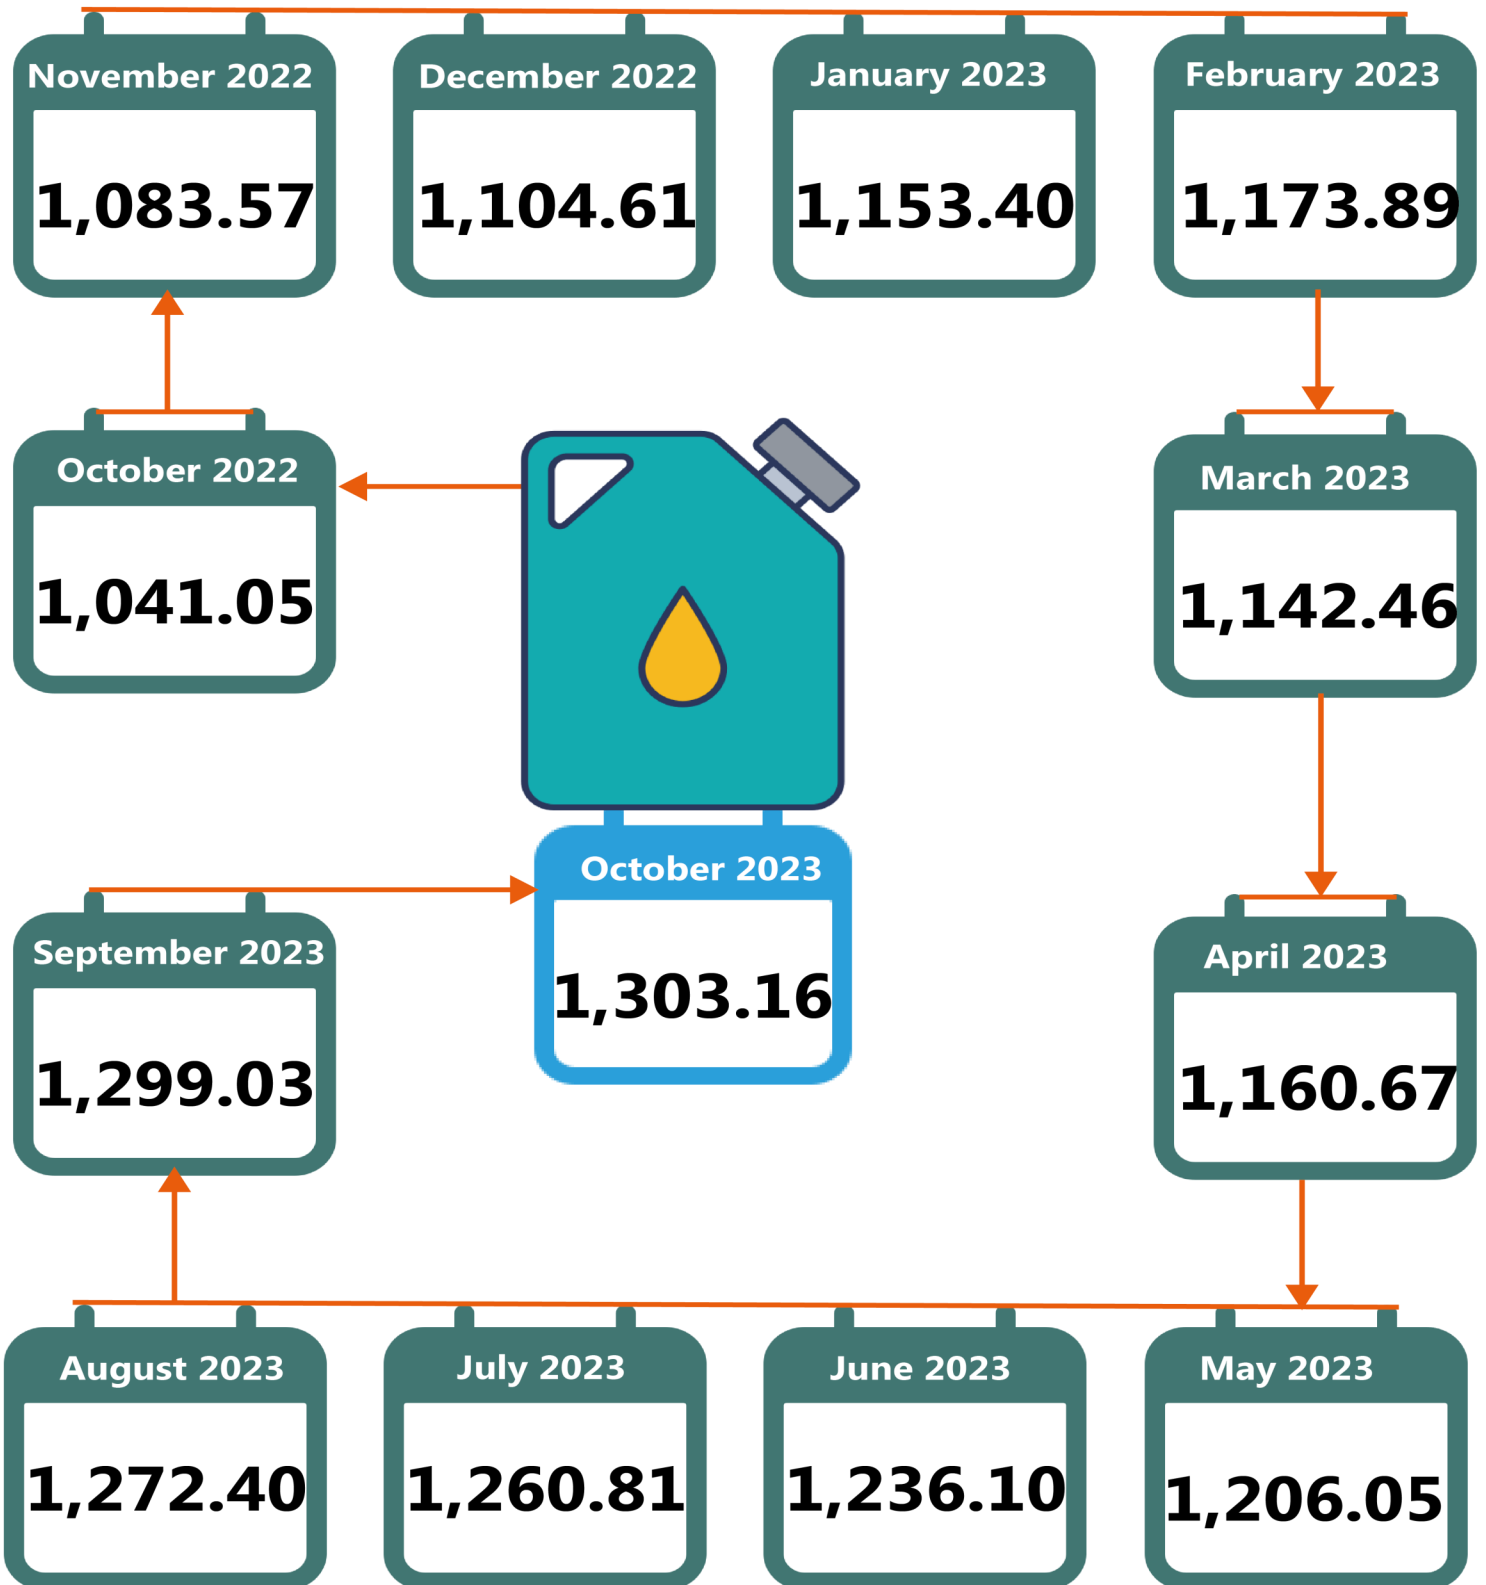 November 2022
1,083.57
December 2022
1,104.61
January 2023
1,153.40
February 2023
1,173.89
October 2022
1,041.05
March 2023
1,142.46
October 2023
1,303.16
September 2023
1,299.03
April 2023
1,160.67
August 2023
1,272.40
July 2023
1,260.81
June 2023
1,236.10
May 2023
1,206.05